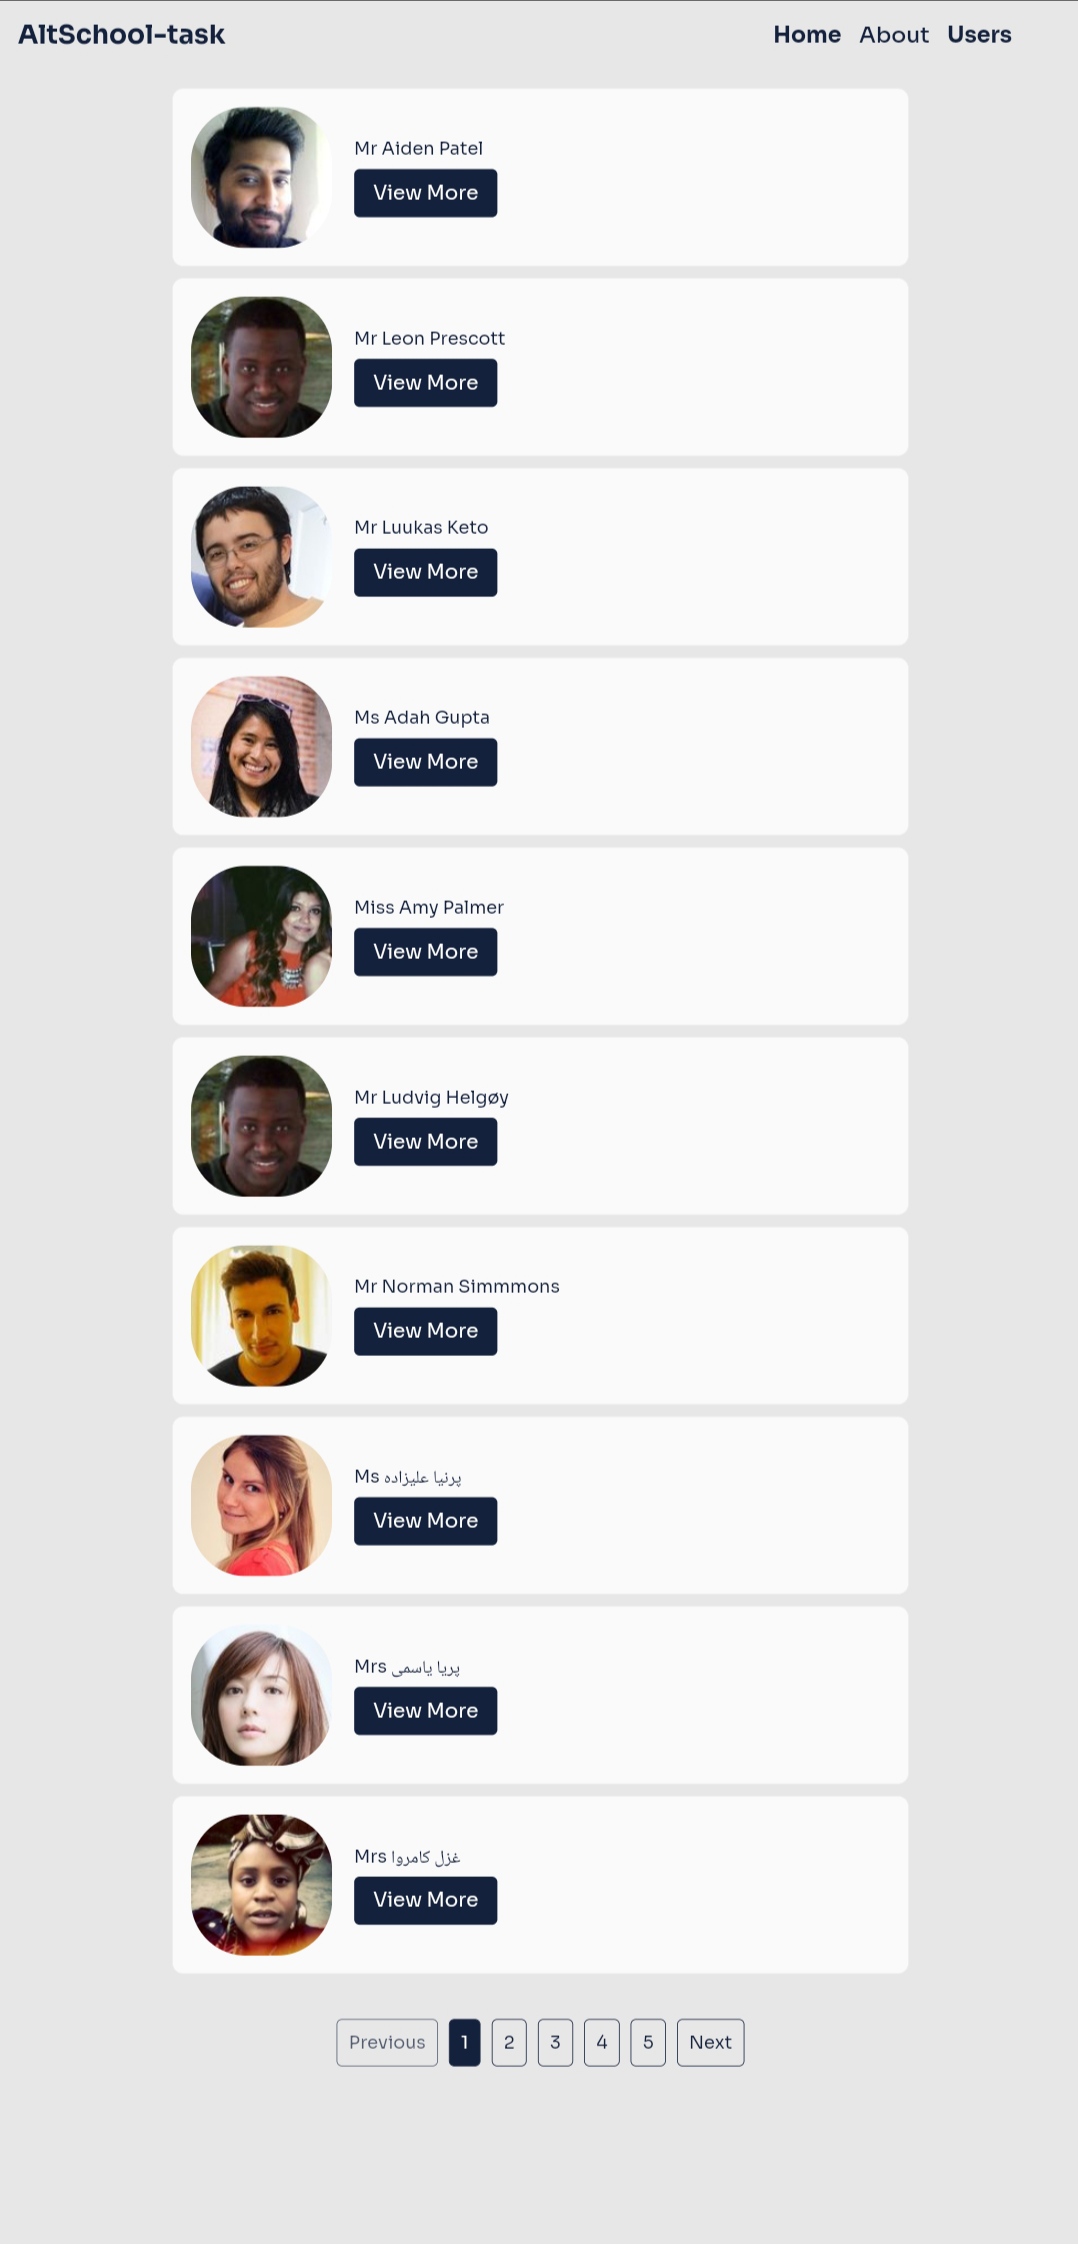 AltSchool-task
Home About Users
Mr Aiden Patel
View More
Mr Leon Prescott
View More
Mr Luukas Keto
View More
Ms Adah Gupta
View More
Miss Amy Palmer
View More
Mr Ludvig Helgøy
View More
Mr Norman Simmmons
View More
Ms پرنیا علیزاده
View More
Mrs پریا یاسمی
View More
Mrs غزل كامروا
View More
Previous 1 2 3 4 5 Next